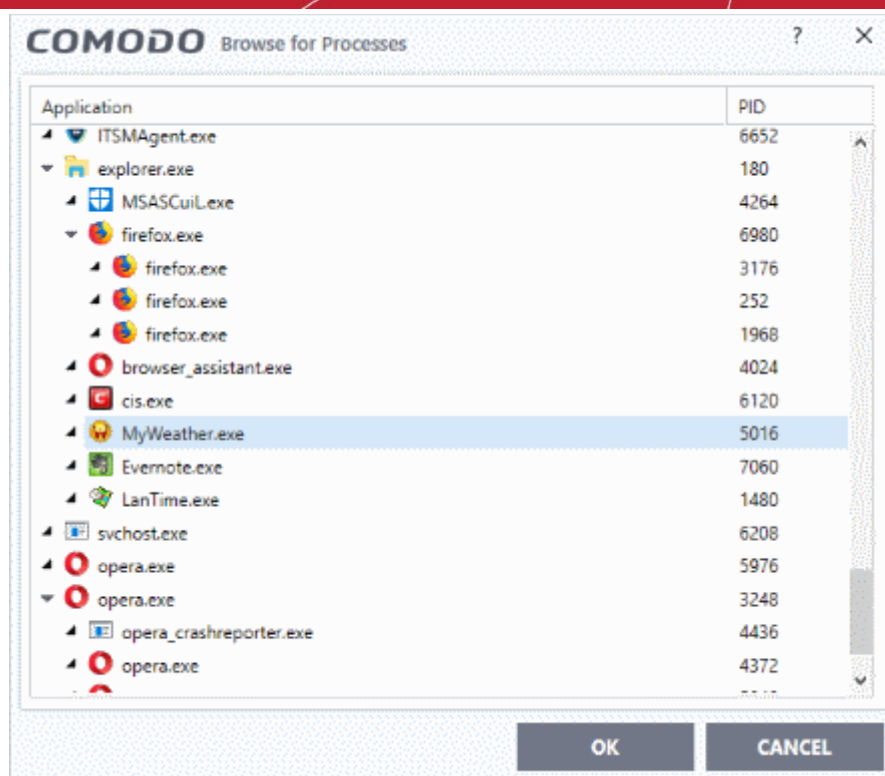 COMODO Browse for Processes ?
Application PID
ITSMAgent.exe 6652
explorer.exe 180
MSASCuiL.exe 4264
firefox.exe 6980
firefox.exe 3176
firefox.exe 252
firefox.exe 1968
browser_assistant.exe 4024
cis.exe 6120
MyWeather.exe 5016
Evernote.exe 7060
LanTime.exe 1480
svchost.exe 6208
opera.exe 5976
opera.exe 3248
opera_crashreporter.exe 4436
opera.exe 4372
OK CANCEL